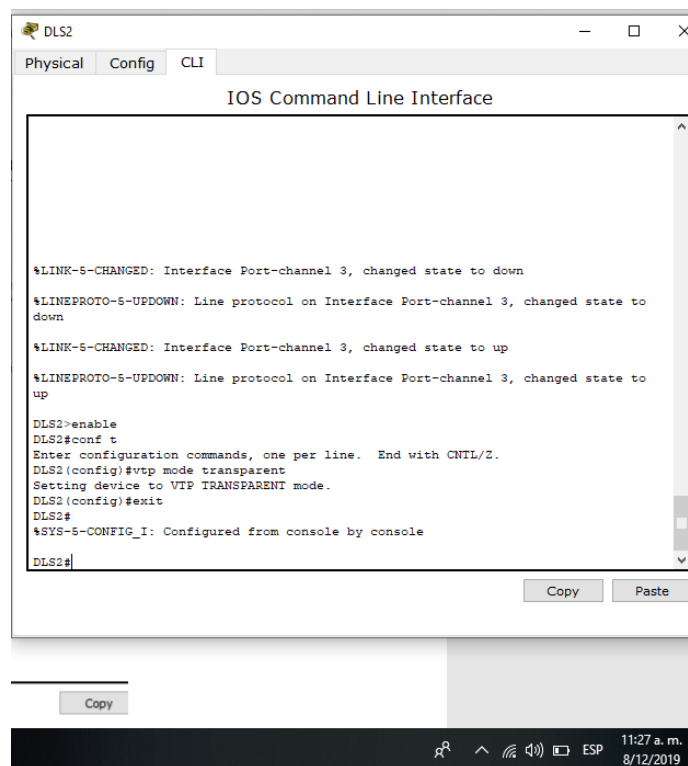 DLS2
Physical Config CLI
IOS Command Line Interface
%LINK-5-CHANGED: Interface Port-channel 3, changed state to down
%LINEPROTO-5-UPDOWN: Line protocol on Interface Port-channel 3, changed state to
down
%LINK-5-CHANGED: Interface Port-channel 3, changed state to up
%LINEPROTO-5-UPDOWN: Line protocol on Interface Port-channel 3, changed state to
up
DLS2>enable
DLS2#conf t
Enter configuration commands, one per line.  End with CNTL/Z.
DLS2(config)#vtp mode transparent
Setting device to VTP TRANSPARENT mode.
DLS2(config)#exit
DLS2#
%SYS-5-CONFIG_I: Configured from console by console
DLS2#
Copy Paste
Copy
ESP
11:27 a. m.
8/12/2019